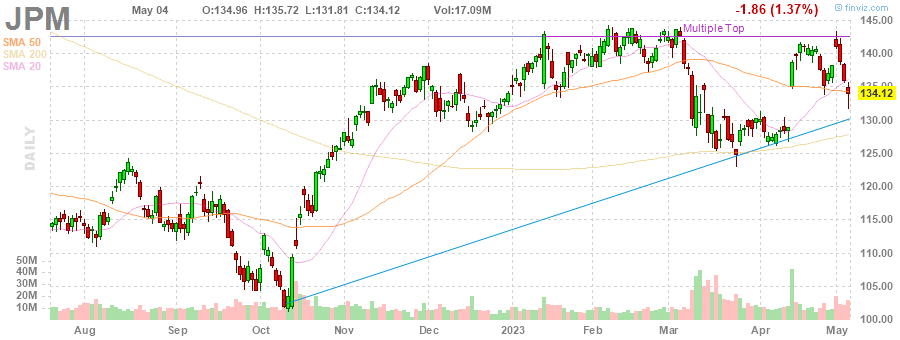 JPM May 04 O:134.96 H:135.72 L:131.81 C:134.12 Vol:17.09M -1.86 (1.37%) © finviz.com
SMA 50
SMA 200
SMA 20
DAILY
Multiple Top
145.00
140.00
135.00
134.12
130.00
125.00
120.00
115.00
110.00
105.00
100.00
50M
40M
30M
20M
10M
Aug Sep Oct Nov Dec 2023 Feb Mar Apr May